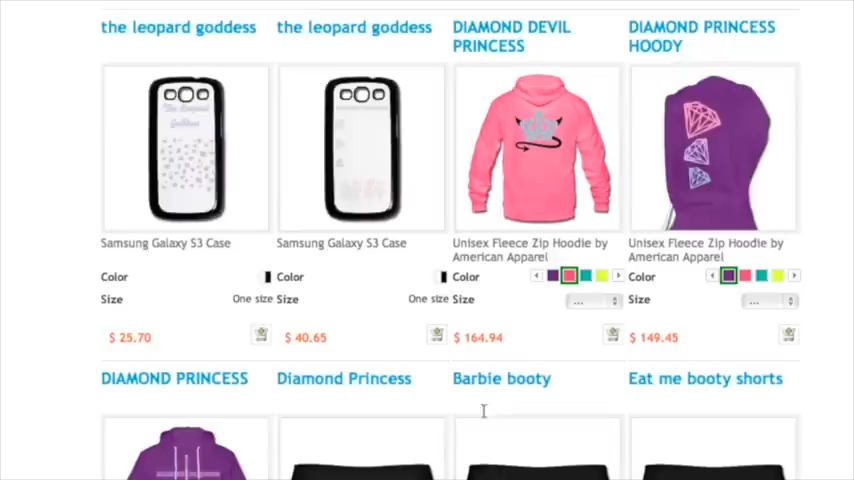 the leopard goddess
the leopard goddess
DIAMOND DEVIL
PRINCESS
DIAMOND PRINCESS
HOODY
The Leopard
Goddess
Samsung Galaxy S3 Case
Samsung Galaxy S3 Case
Unisex Fleece Zip Hoodie by
American Apparel
Unisex Fleece Zip Hoodie by
American Apparel
Color
Color
Color
Color
Size
One size
Size
One size
Size
...
Size
...
$ 25.70
$ 40.65
$ 164.94
$ 149.45
DIAMOND PRINCESS
Diamond Princess
Barbie booty
Eat me booty shorts